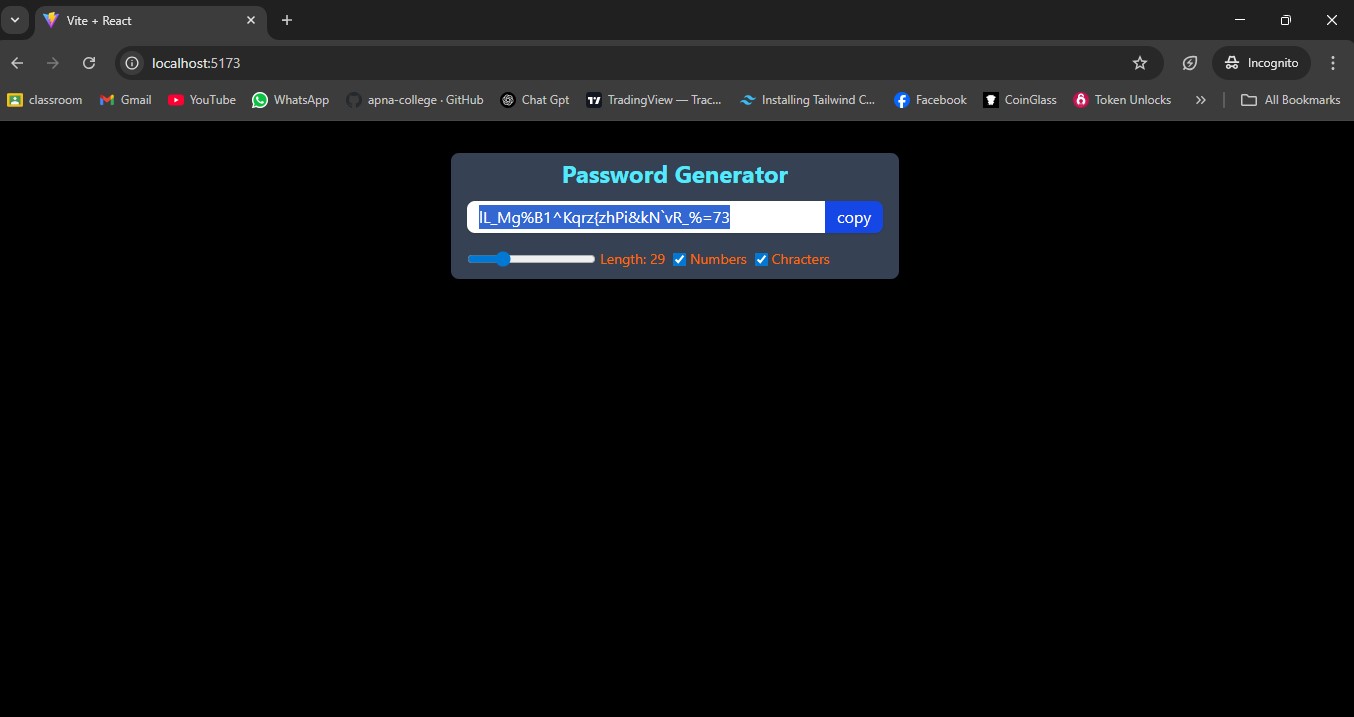 Vite + React
localhost:5173
Incognito
classroom Gmail YouTube WhatsApp apna-college · GitHub Chat Gpt TradingView — Trac... Installing Tailwind C... Facebook CoinGlass Token Unlocks » All Bookmarks
Password Generator
lL_Mg%B1^Kqrz{zhPi&kN`vR_%=73 copy
Length: 29 Numbers Chracters